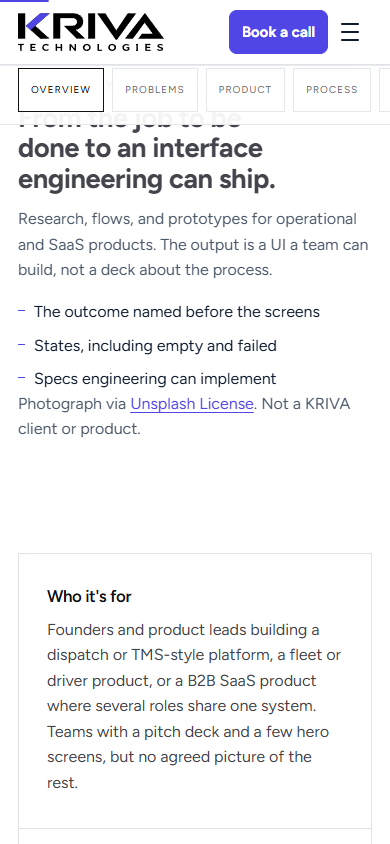 KRIVA
TECHNOLOGIES
Book a call
OVERVIEW
PROBLEMS
PRODUCT
PROCESS
From the job to be
done to an interface
engineering can ship.
Research, flows, and prototypes for operational
and SaaS products. The output is a UI a team can
build, not a deck about the process.
The outcome named before the screens
States, including empty and failed
Specs engineering can implement
Photograph via Unsplash License. Not a KRIVA
client or product.
Who it's for
Founders and product leads building a
dispatch or TMS-style platform, a fleet or
driver product, or a B2B SaaS product
where several roles share one system.
Teams with a pitch deck and a few hero
screens, but no agreed picture of the
rest.